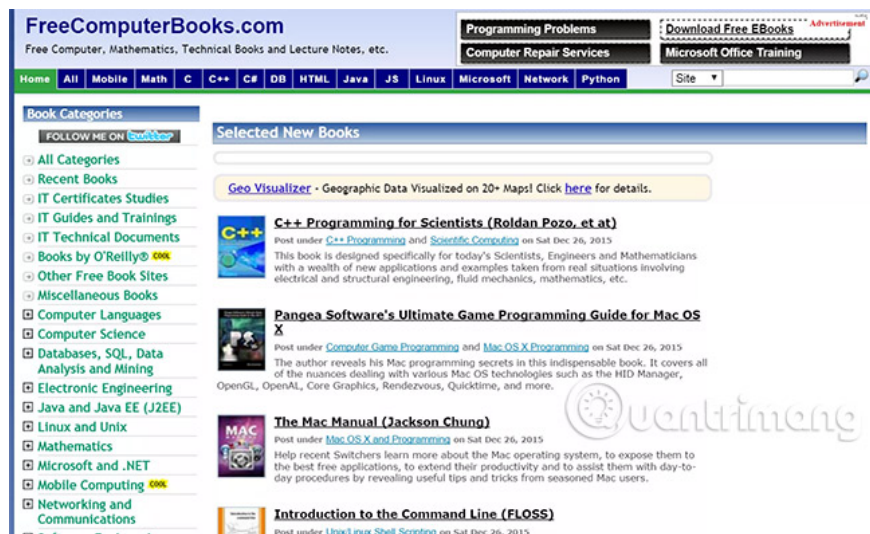 FreeComputerBooks.com
Free Computer, Mathematics, Technical Books and Lecture Notes, etc.
Programming Problems
Download Free EBooks
Advertisement
Computer Repair Services
Microsoft Office Training
Home All Mobile Math C C++ C# DB HTML Java JS Linux Microsoft Network Python
Site
Book Categories
FOLLOW ME ON twitter
All Categories
Recent Books
IT Certificates Studies
IT Guides and Trainings
IT Technical Documents
Books by O'Reilly® COOL
Other Free Book Sites
Miscellaneous Books
Computer Languages
Computer Science
Databases, SQL, Data
Analysis and Mining
Electronic Engineering
Java and Java EE (J2EE)
Linux and Unix
Mathematics
Microsoft and .NET
Mobile Computing COOL
Networking and
Communications
Selected New Books
Geo Visualizer - Geographic Data Visualized on 20+ Maps! Click here for details.
C++
C++ Programming for Scientists (Roldan Pozo, et at)
Post under C++ Programming and Scientific Computing on Sat Dec 26, 2015
This book is designed specifically for today's Scientists, Engineers and Mathematicians
with a wealth of new applications and examples taken from real situations involving
electrical and structural engineering, fluid mechanics, mathematics, etc.
Pangea Software's Ultimate Game Programming Guide for Mac OS
X
Post under Computer Game Programming and Mac OS X Programming on Sat Dec 26, 2015
The author reveals his Mac programming secrets in this indispensable book. It covers all
of the nuances dealing with various Mac OS technologies such as the HID Manager,
OpenGL, OpenAL, Core Graphics, Rendezvous, Quicktime, and more.
Quantrimang
MAC
The Mac Manual (Jackson Chung)
Post under Mac OS X and Programming on Sat Dec 26, 2015
Help recent Switchers learn more about the Mac operating system, to expose them to
the best free applications, to extend their productivity and to assist them with day-to-
day procedures by revealing useful tips and tricks from seasoned Mac users.
Introduction to the Command Line (FLOSS)
Post under Unix/Linux Shell Scripting on Sat Dec 26, 2015